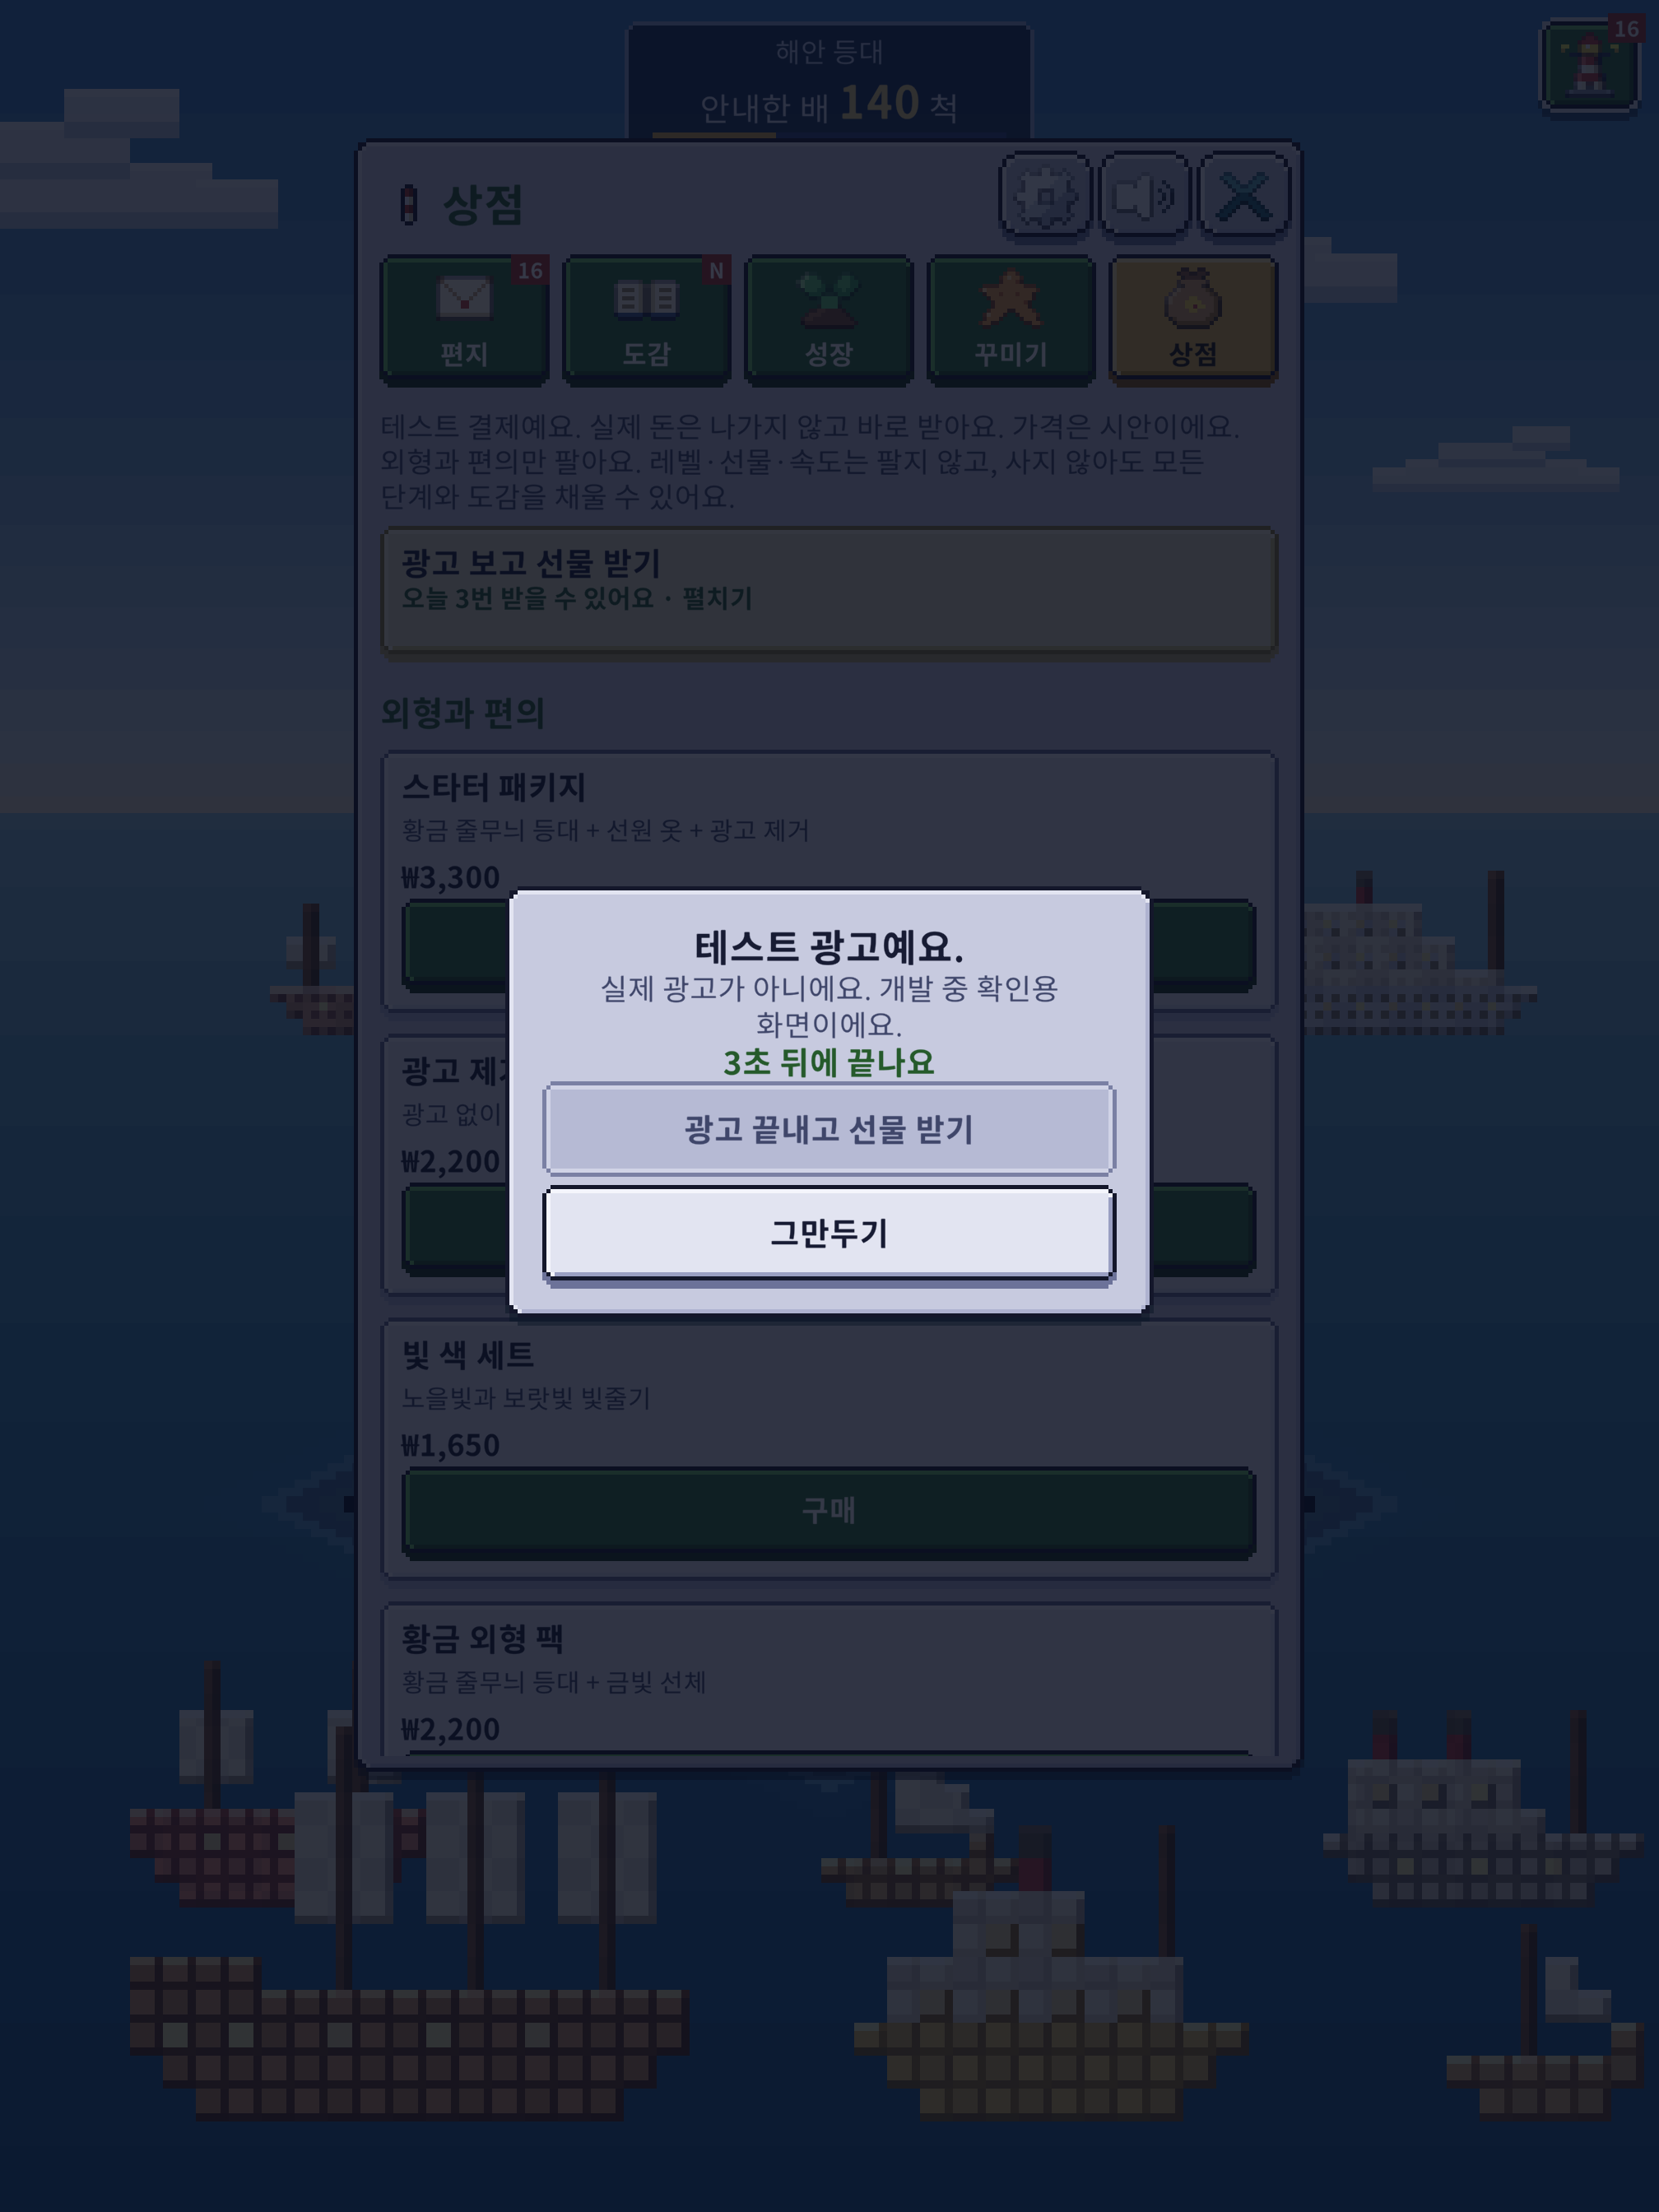 해안 등대
안내한 배 140 척
16
상점
16
N
편지
도감
성장
꾸미기
상점
테스트 결제예요. 실제 돈은 나가지 않고 바로 받아요. 가격은 시안이에요.
외형과 편의만 팔아요. 레벨·선물·속도는 팔지 않고, 사지 않아도 모든
단계와 도감을 채울 수 있어요.
광고 보고 선물 받기
오늘 3번 받을 수 있어요 · 펼치기
외형과 편의
스타터 패키지
황금 줄무늬 등대 + 선원 옷 + 광고 제거
₩3,300
테스트 광고예요.
실제 광고가 아니에요. 개발 중 확인용
화면이에요.
3초 뒤에 끝나요
광고 끝내고 선물 받기
그만두기
광고
광고 없이
₩2,200
빛 색 세트
노을빛과 보랏빛 빛줄기
₩1,650
구매
황금 외형 팩
황금 줄무늬 등대 + 금빛 선체
₩2,200